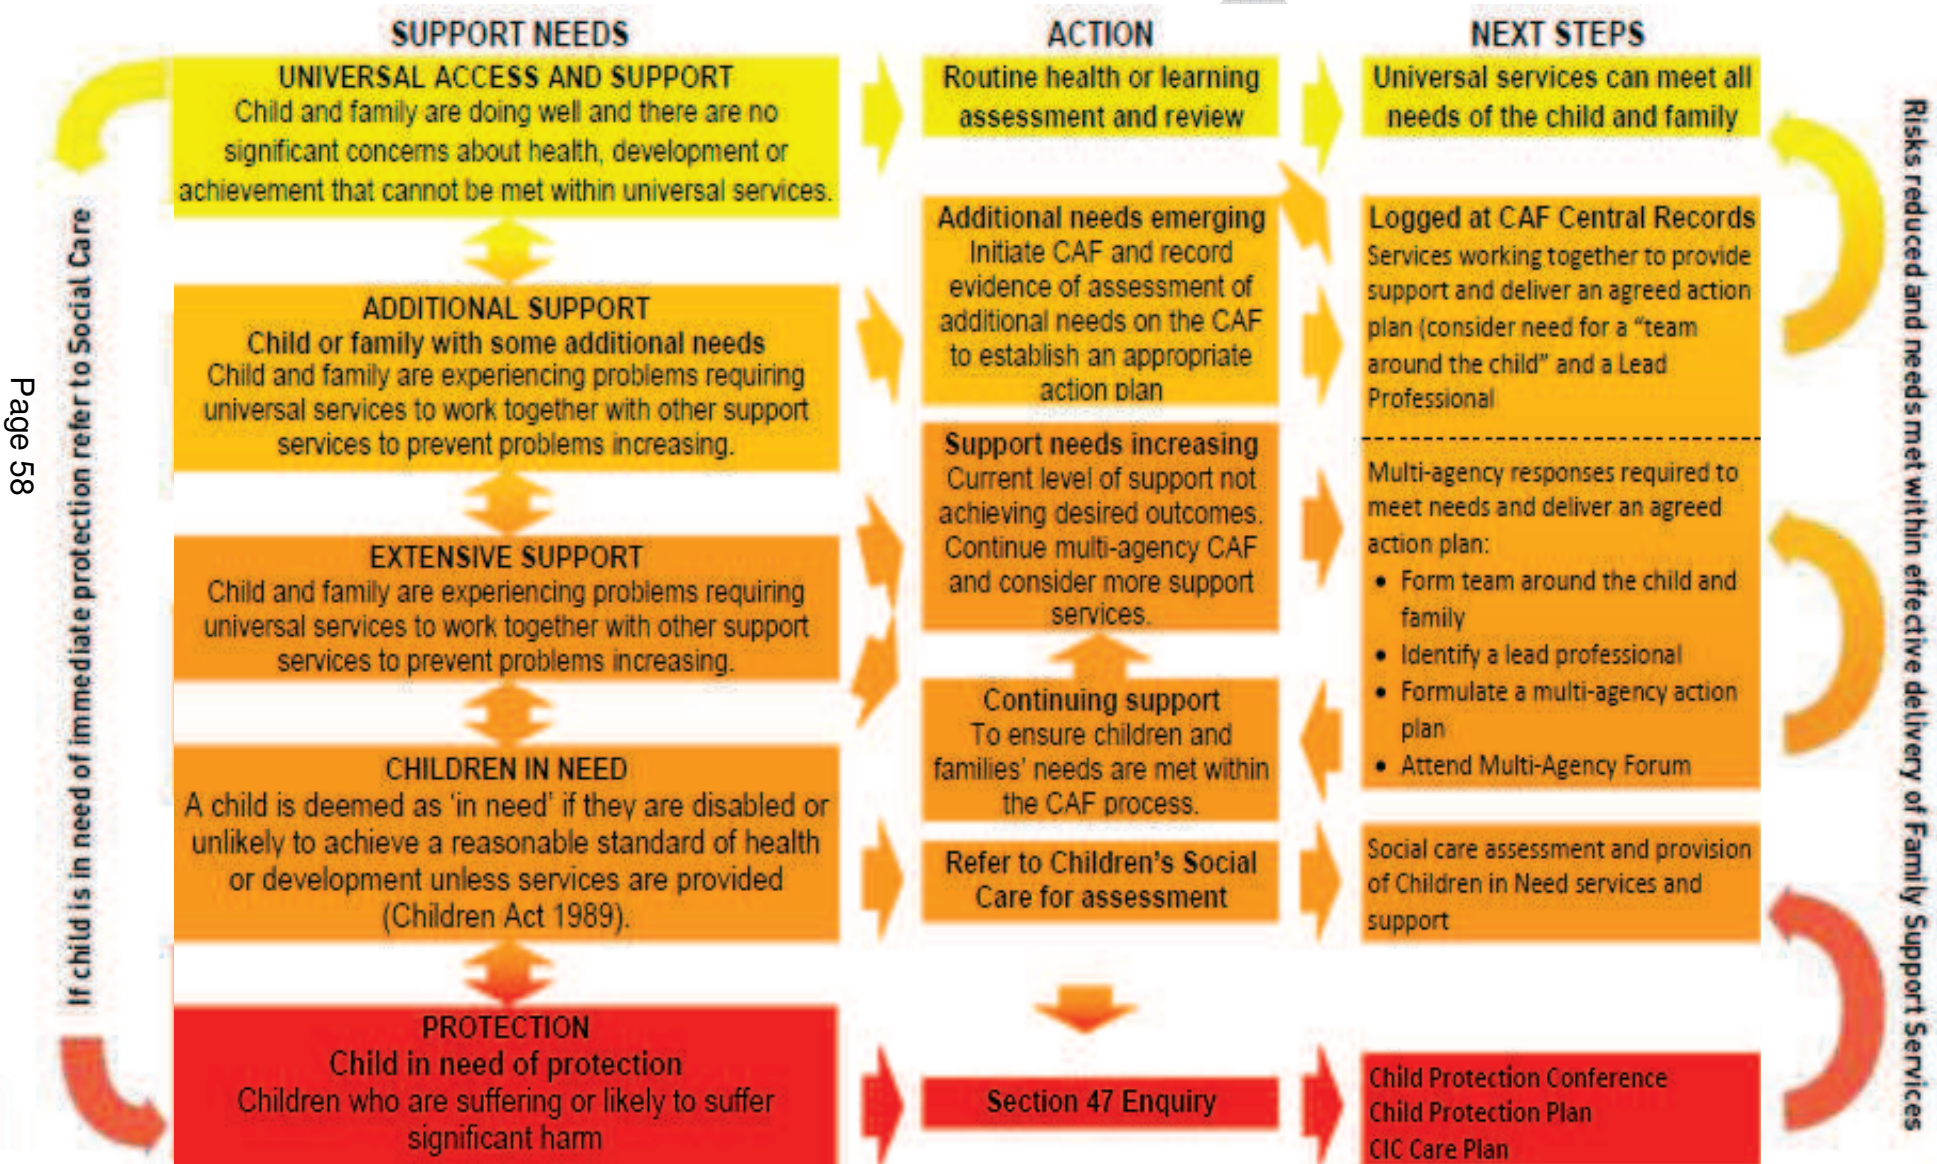 SUPPORT NEEDS
UNIVERSAL ACCESS AND SUPPORT
Child and family are doing well and there are no
significant concerns about health, development or
achievement that cannot be met within universal services.
ADDITIONAL SUPPORT
Child or family with some additional needs
Child and family are experiencing problems requiring
universal services to work together with other support
services to prevent problems increasing.
EXTENSIVE SUPPORT
Child and family are experiencing problems requiring
universal services to work together with other support
services to prevent problems increasing.
CHILDREN IN NEED
A child is deemed as ‘in need’ if they are disabled or
unlikely to achieve a reasonable standard of health
or development unless services are provided
(Children Act 1989).
PROTECTION
Child in need of protection
Children who are suffering or likely to suffer
significant harm
ACTION
Routine health or learning
assessment and review
Additional needs emerging
Initiate CAF and record
evidence of assessment of
additional needs on the CAF
to establish an appropriate
action plan
Support needs increasing
Current level of support not
achieving desired outcomes.
Continue multi-agency CAF
and consider more support
services.
Continuing support
To ensure children and
families’ needs are met within
the CAF process.
Refer to Children’s Social
Care for assessment
Section 47 Enquiry
NEXT STEPS
Universal services can meet all
needs of the child and family
Logged at CAF Central Records
Services working together to provide
support and deliver an agreed action
plan (consider need for a “team
around the child” and a Lead
Professional
Multi-agency responses required to
meet needs and deliver an agreed
action plan:
• Form team around the child and
family
• Identify a lead professional
• Formulate a multi-agency action
plan
• Attend Multi-Agency Forum
Social care assessment and provision
of Children in Need services and
support
Child Protection Conference
Child Protection Plan
CIC Care Plan
If child is in need of immediate protection refer to Social Care
Risks reduced and needs met within effective delivery of Family Support Services
Page 58